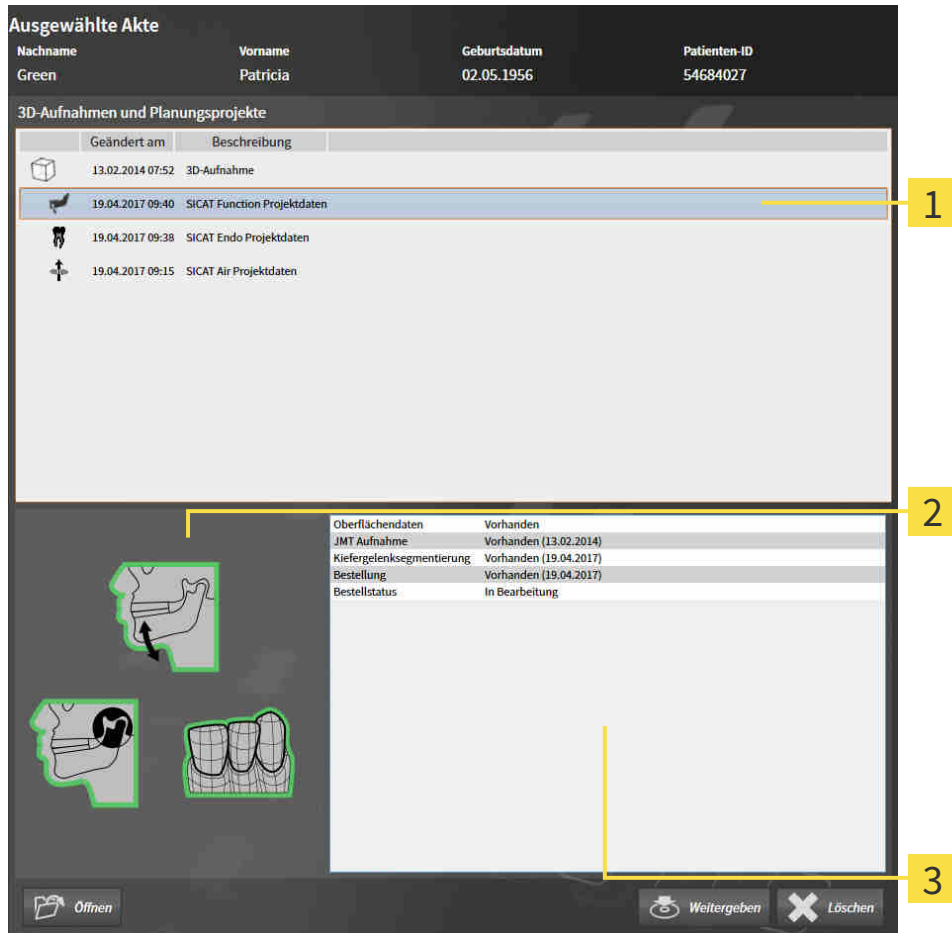 Ausgewählte Akte
Nachname Vorname Geburtsdatum Patienten-ID
Green Patricia 02.05.1956 54684027
3D-Aufnahmen und Planungsprojekte
Geändert am Beschreibung
13.02.2014 07:52 3D-Aufnahme
19.04.2017 09:40 SICAT Function Projektdaten
1
19.04.2017 09:38 SICAT Endo Projektdaten
19.04.2017 09:15 SICAT Air Projektdaten
2
Oberflächendaten Vorhanden
JMT Aufnahme Vorhanden (13.02.2014)
Kiefergelenksegmentierung Vorhanden (19.04.2017)
Bestellung Vorhanden (19.04.2017)
Bestellstatus In Bearbeitung
3
Öffnen Weitergeben Löschen